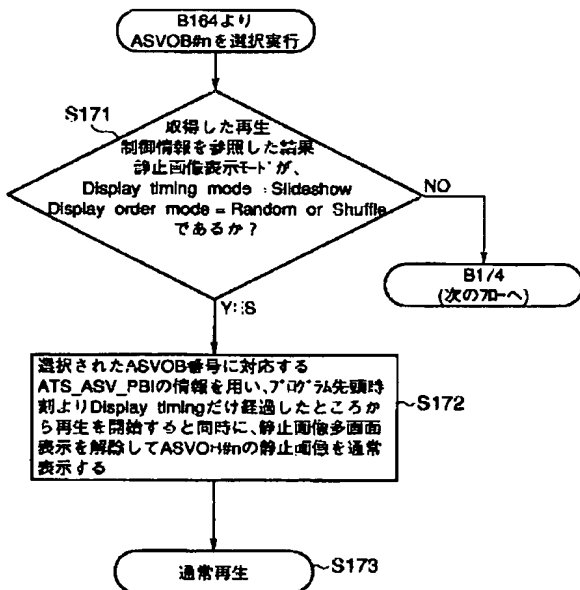 B164より
ASVOB#nを選択実行
S171
取得した再生
制御情報を参照した結果
静止画像表示モードが、
Display timing mode = Slideshow
Display order mode = Random or Shuffle
であるか?
NO
B174
(次のフローへ)
YES
選択されたASVOB番号に対応する
ATS_ASV_PBIの情報を用い、プログラム先頭時
刻よりDisplay timingだけ経過したところか
ら再生を開始すると同時に、静止画像多画面
表示を解除してASVOB#nの静止画像を通常
表示する
S172
通常再生
S173